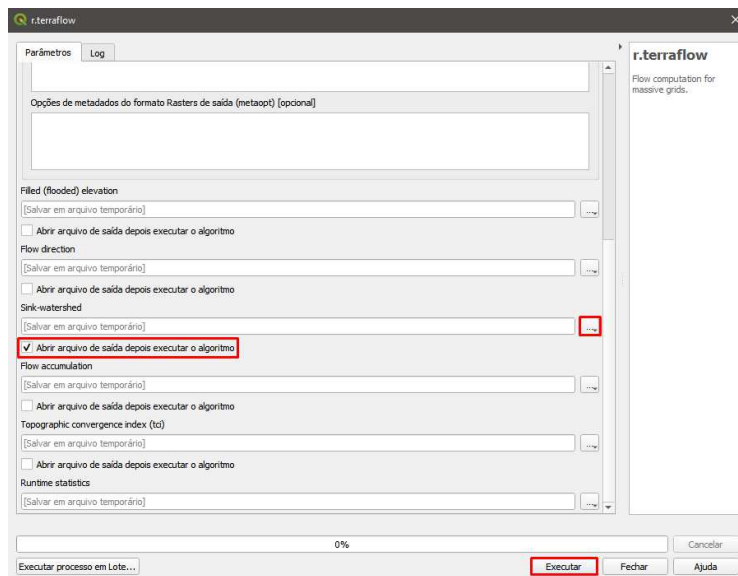 r.terraflow
Parâmetros
Log
r.terraflow
Flow computation for
massive grids.
Opções de metadados do formato Rasters de saída (metaopt) [opcional]
Filled (flooded) elevation
[Salvar em arquivo temporário]
...
Abrir arquivo de saída depois executar o algoritmo
Flow direction
[Salvar em arquivo temporário]
...
Abrir arquivo de saída depois executar o algoritmo
Sink-watershed
[Salvar em arquivo temporário]
...
Abrir arquivo de saída depois executar o algoritmo
Flow accumulation
[Salvar em arquivo temporário]
...
Abrir arquivo de saída depois executar o algoritmo
Topographic convergence index (tci)
[Salvar em arquivo temporário]
...
Abrir arquivo de saída depois executar o algoritmo
Runtime statistics
[Salvar em arquivo temporário]
...
0%
Cancelar
Executar processo em Lote...
Executar
Fechar
Ajuda